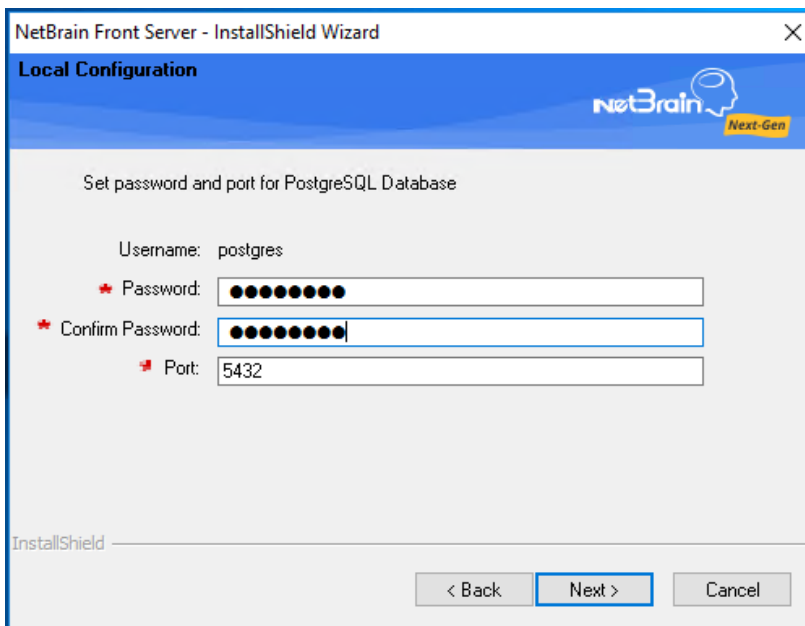 NetBrain Front Server - InstallShield Wizard
Local Configuration
NetBrain
Next-Gen
Set password and port for PostgreSQL Database
Username: postgres
* Password: ●●●●●●●●
* Confirm Password: ●●●●●●●●
* Port: 5432
InstallShield
< Back Next > Cancel